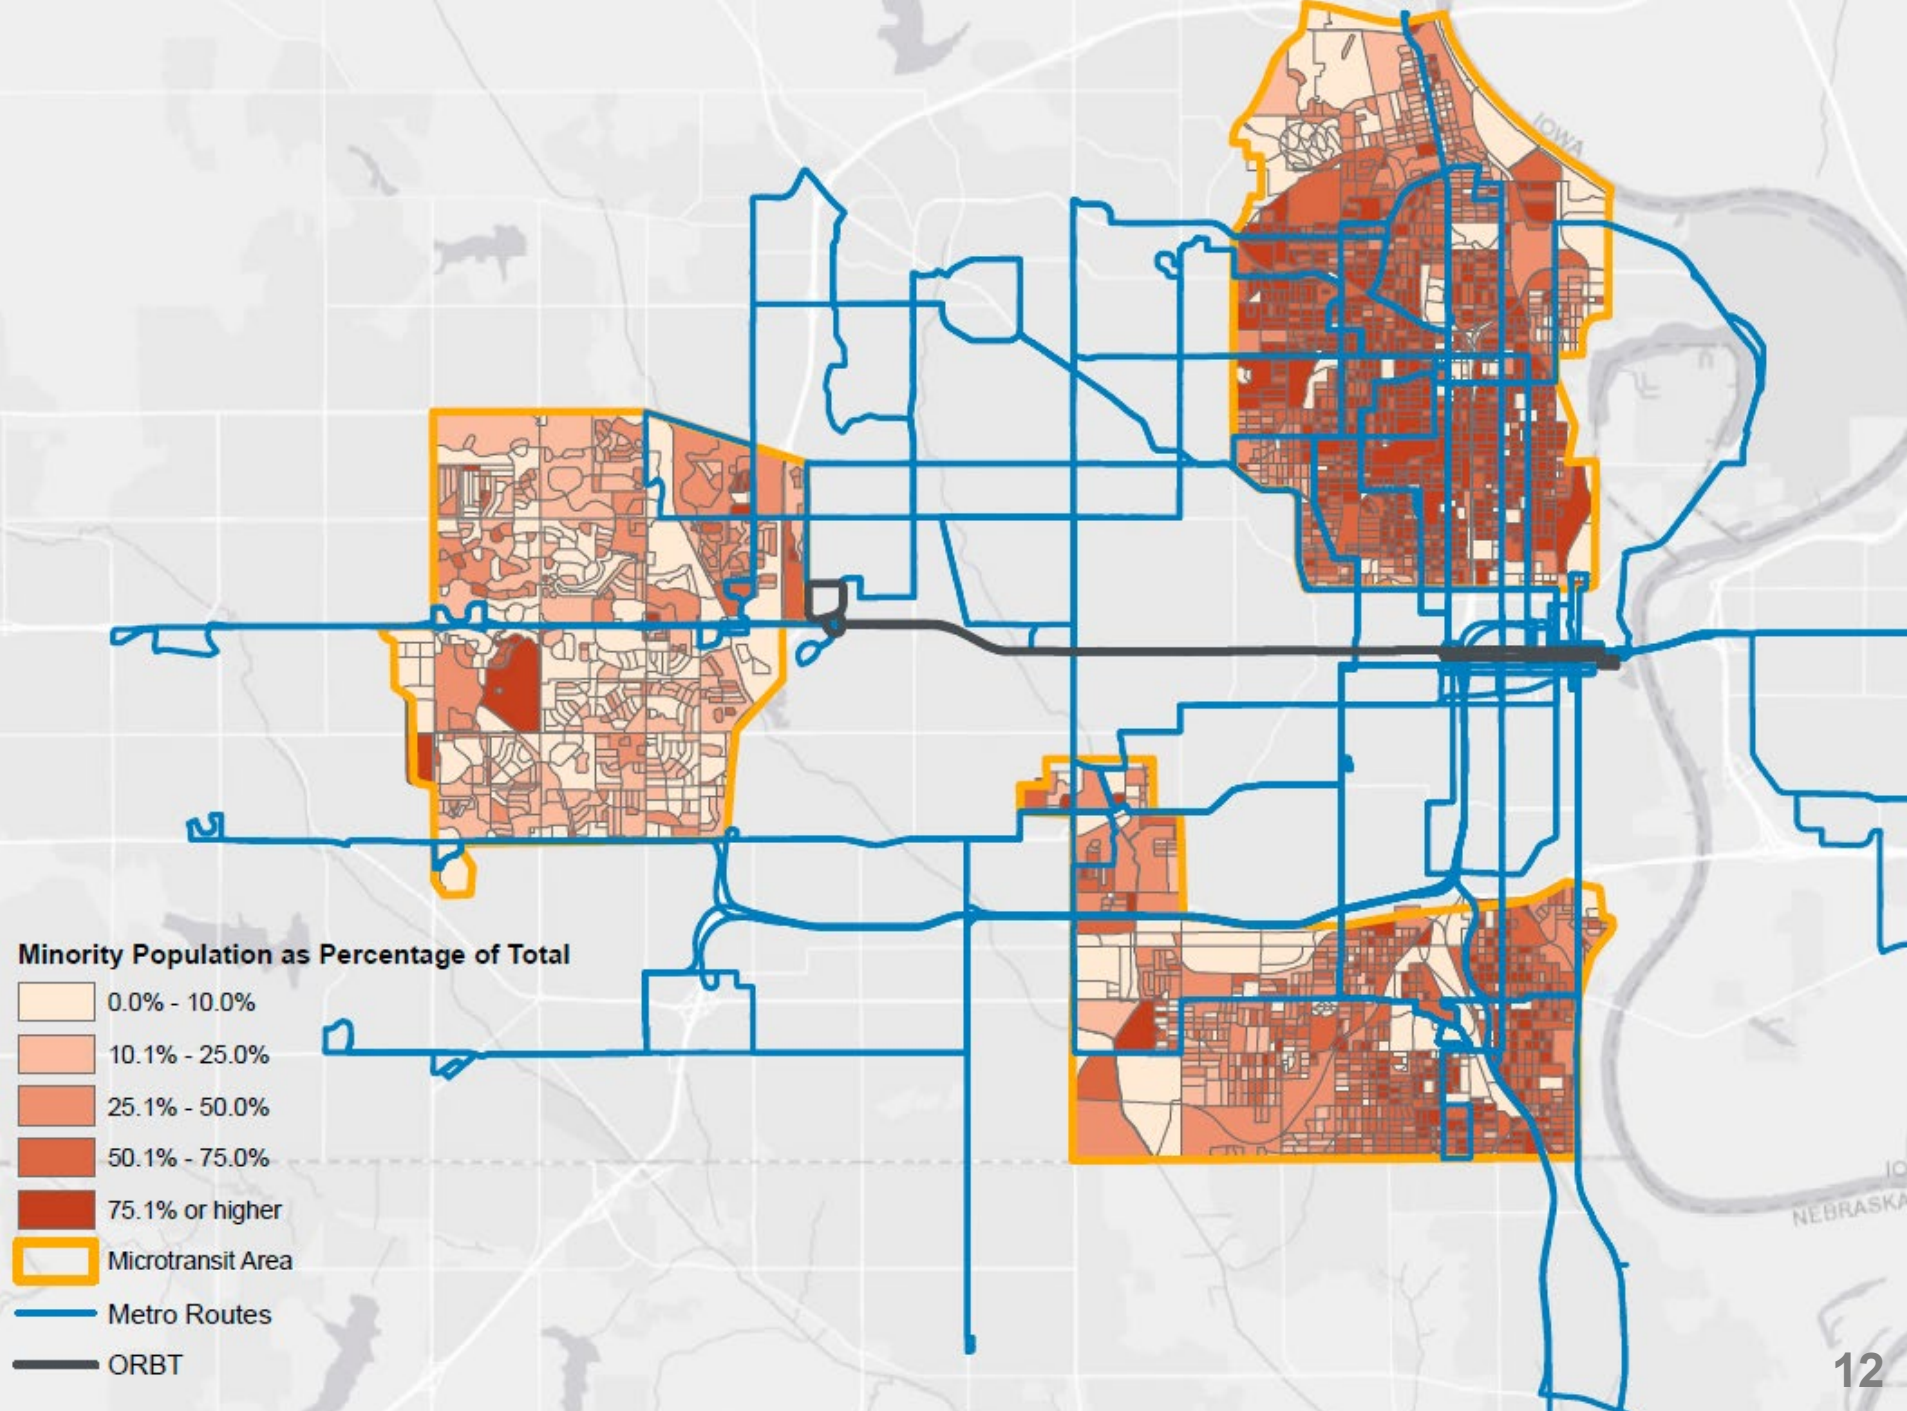 IOWA
Minority Population as Percentage of Total
0.0% - 10.0%
10.1% - 25.0%
25.1% - 50.0%
50.1% - 75.0%
75.1% or higher
Microtransit Area
Metro Routes
ORBT
NEBRASKA
12